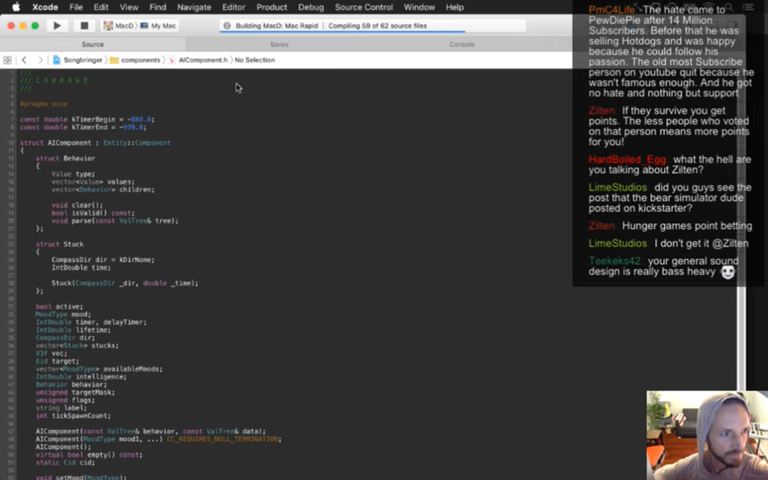 Xcode File Edit View Find Navigate Editor Product Debug Source Control Window Help
MacD My Mac Building MacD: Mac Rapid Compiling 59 of 62 source files
Source Saves Console
Songbringer components AIComponent.h No Selection
///
///
#pragma once
const double kTimerBegin = -888.0;
const double kTimerEnd = -999.0;
struct AIComponent : Entity::Component
{
struct Behavior
{
Value type;
vector<Value> values;
vector<Behavior> children;
void clear();
bool isValid() const;
void parse(const ValTree& tree);
};
struct Stuck
{
CompassDir dir = kDirNone;
IntDouble time;
Stuck(CompassDir _dir, double _time);
};
bool active;
MoodType mood;
IntDouble timer, delayTimer;
IntDouble lifetime;
CompassDir dir;
vector<Stuck> stucks;
V3f vec;
Eid target;
vector<MoodType> availableMoods;
IntDouble intelligence;
Behavior behavior;
unsigned targetMask;
unsigned flags;
string label;
int tickSpawnCount;
AIComponent(const ValTree& behavior, const ValTree& data);
AIComponent(MoodType mood1, ...) CC_REQUIRES_NULL_TERMINATION;
AIComponent();
virtual bool empty() const;
static Cid cid;
void setMood(MoodType
PmC4Life The hate came to
PewDiePie after 14 Million
Subscribers. Before that he was
selling Hotdogs and was happy
because he could follow his
passion. The old most Subscribe
person on youtube quit because he
wasn't famous enough. And he got
no hate and nothing but support
Zilten: If they survive you get
points. The less people who voted
on that person means more points
for you!
HardBoiled_Egg what the hell are
you talking about Zilten?
LimeStudios did you guys see the
post that the bear simulator dude
posted on kickstarter?
Zilten: Hunger games point betting
LimeStudios I don't get it @Zilten
Teekeks42: your general sound
design is really bass heavy